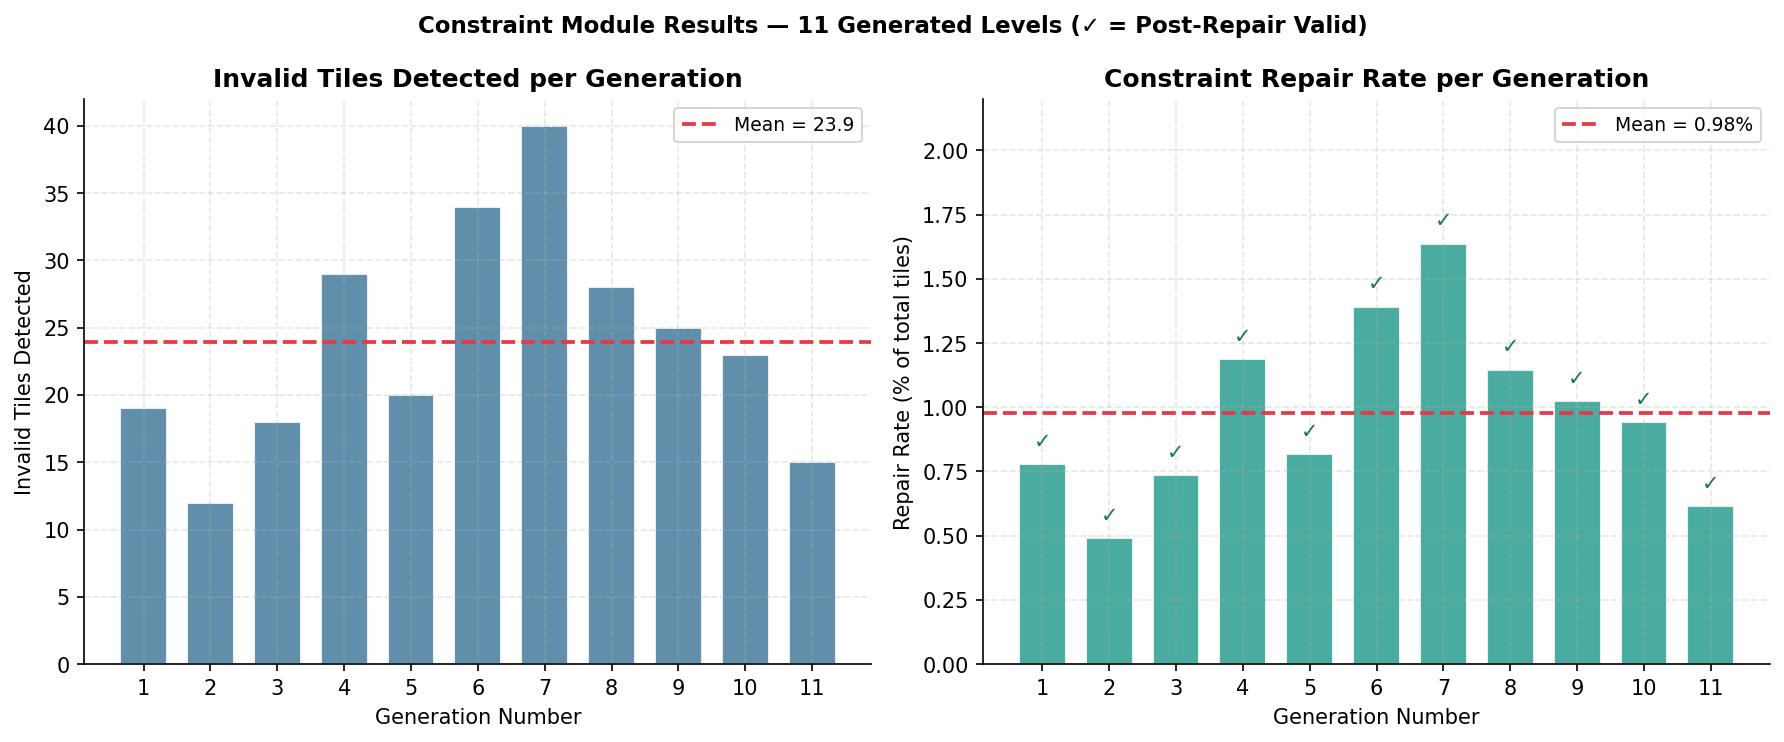 Constraint Module Results — 11 Generated Levels (✓ = Post-Repair Valid)
Invalid Tiles Detected per Generation
Mean = 23.9
40
35
30
25
20
15
10
5
0
Invalid Tiles Detected
1 2 3 4 5 6 7 8 9 10 11
Generation Number
Constraint Repair Rate per Generation
Mean = 0.98%
2.00
1.75
1.50
1.25
1.00
0.75
0.50
0.25
0.00
Repair Rate (% of total tiles)
✓ ✓ ✓ ✓ ✓ ✓ ✓ ✓ ✓ ✓ ✓
1 2 3 4 5 6 7 8 9 10 11
Generation Number